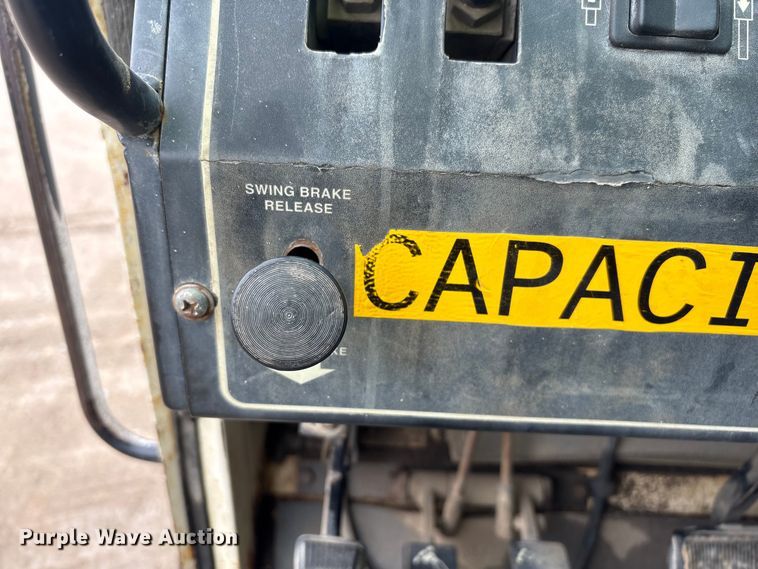 SWING BRAKE
RELEASE
CAPACI
Purple Wave Auction